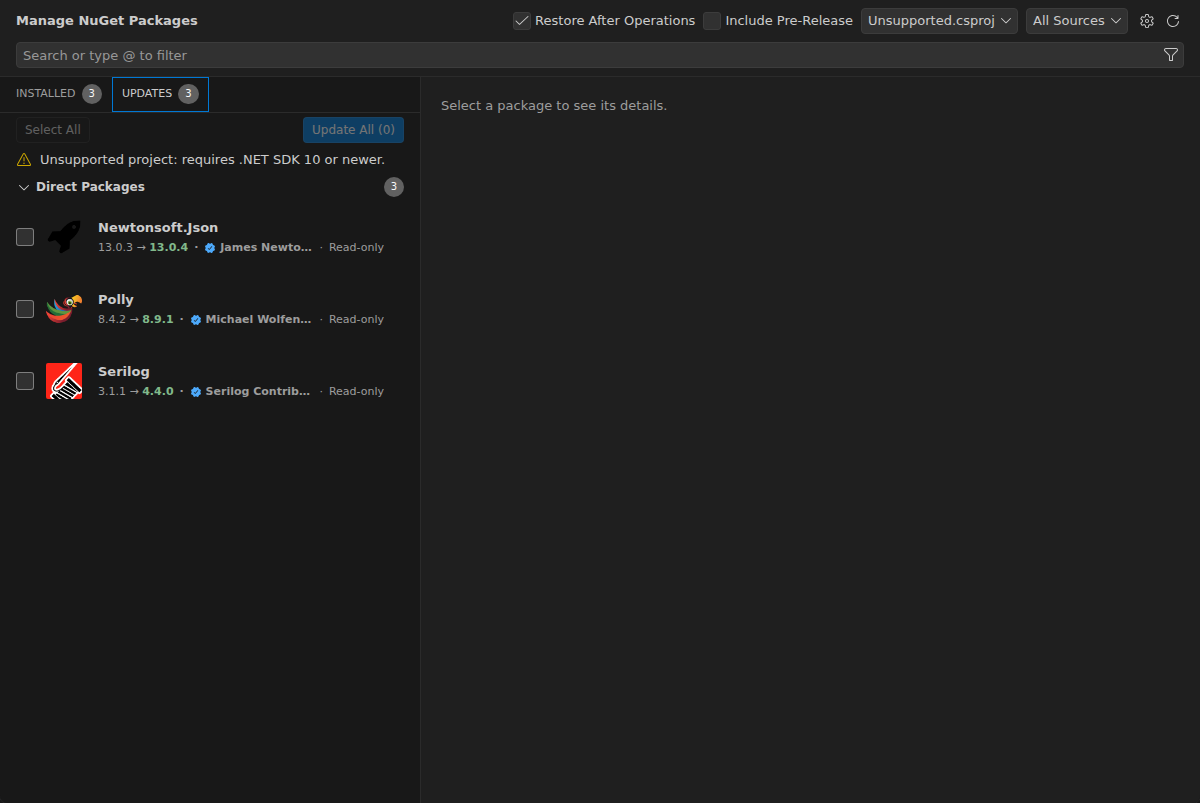 Manage NuGet Packages
Restore After Operations
Include Pre-Release
Unsupported.csproj
All Sources
Search or type @ to filter
INSTALLED 3
UPDATES 3
Select All
Update All (0)
Unsupported project: requires .NET SDK 10 or newer.
Direct Packages 3
Newtonsoft.Json
13.0.3 → 13.0.4 · James Newto... · Read-only
Polly
8.4.2 → 8.9.1 · Michael Wolfen... · Read-only
Serilog
3.1.1 → 4.4.0 · Serilog Contrib... · Read-only
Select a package to see its details.